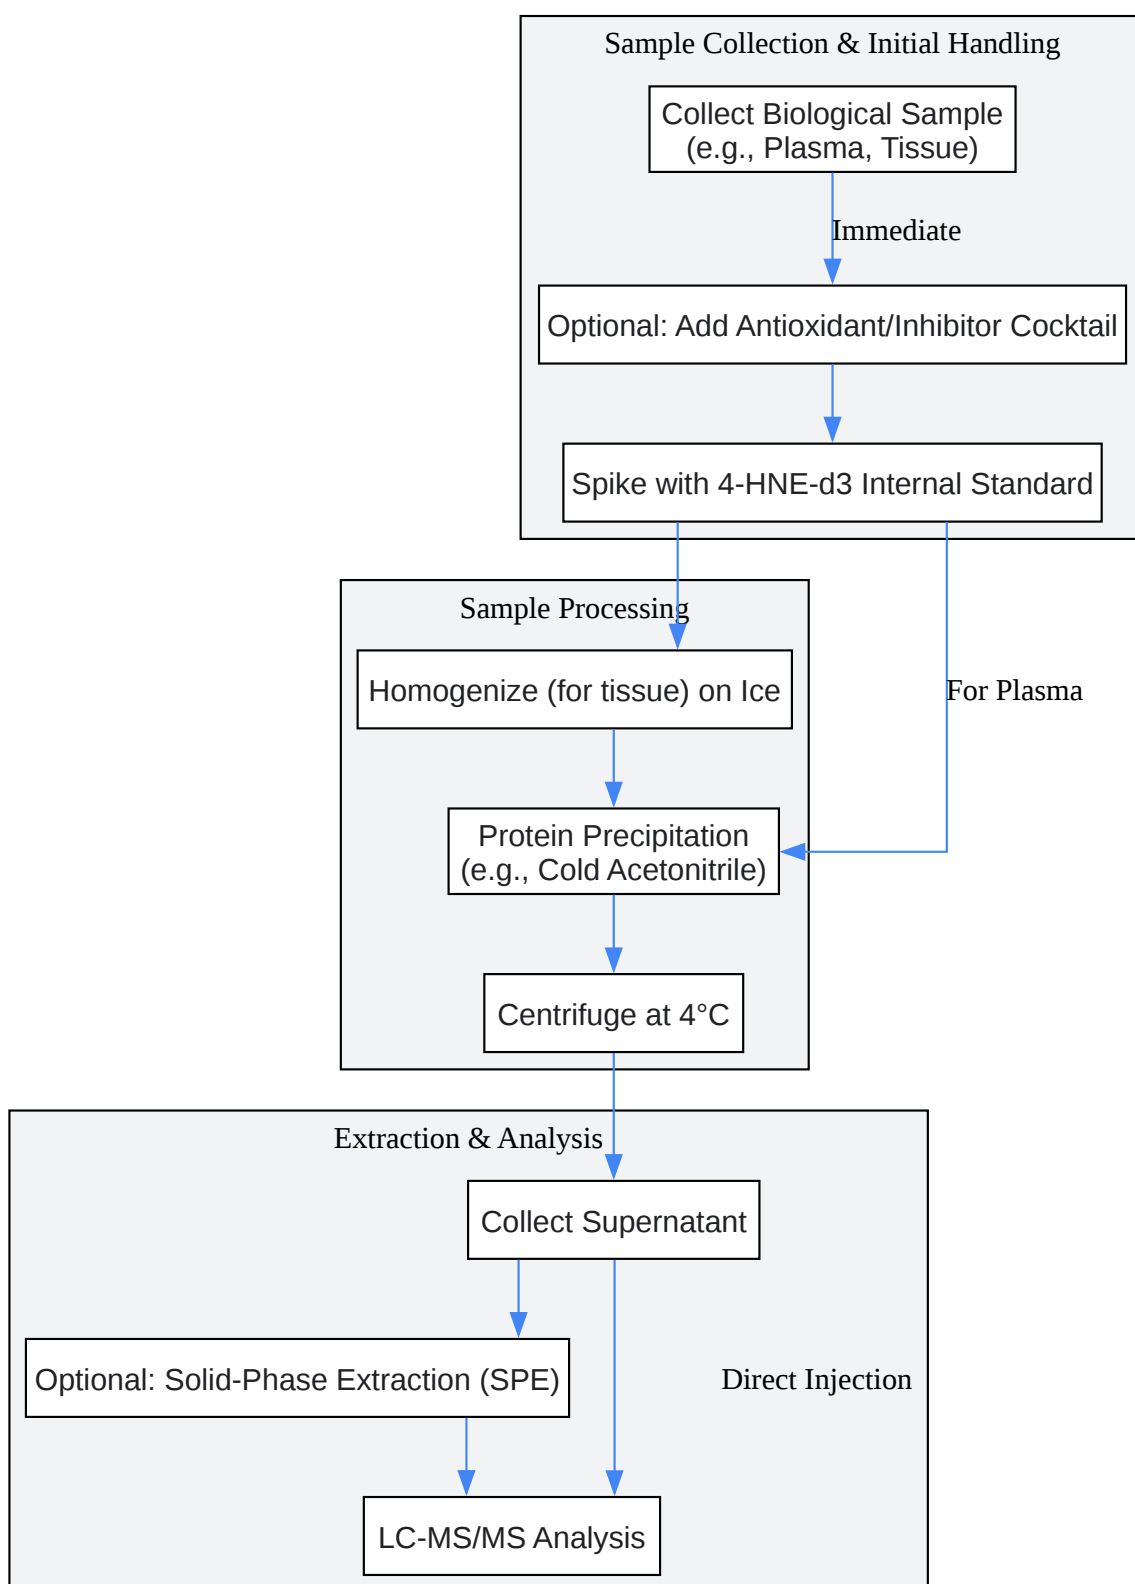 Sample Collection & Initial Handling
Collect Biological Sample
(e.g., Plasma, Tissue)
Immediate
Optional: Add Antioxidant/Inhibitor Cocktail
Spike with 4-HNE-d3 Internal Standard
Sample Processing
Homogenize (for tissue) on Ice
For Plasma
Protein Precipitation
(e.g., Cold Acetonitrile)
Centrifuge at 4°C
Extraction & Analysis
Collect Supernatant
Optional: Solid-Phase Extraction (SPE)
Direct Injection
LC-MS/MS Analysis